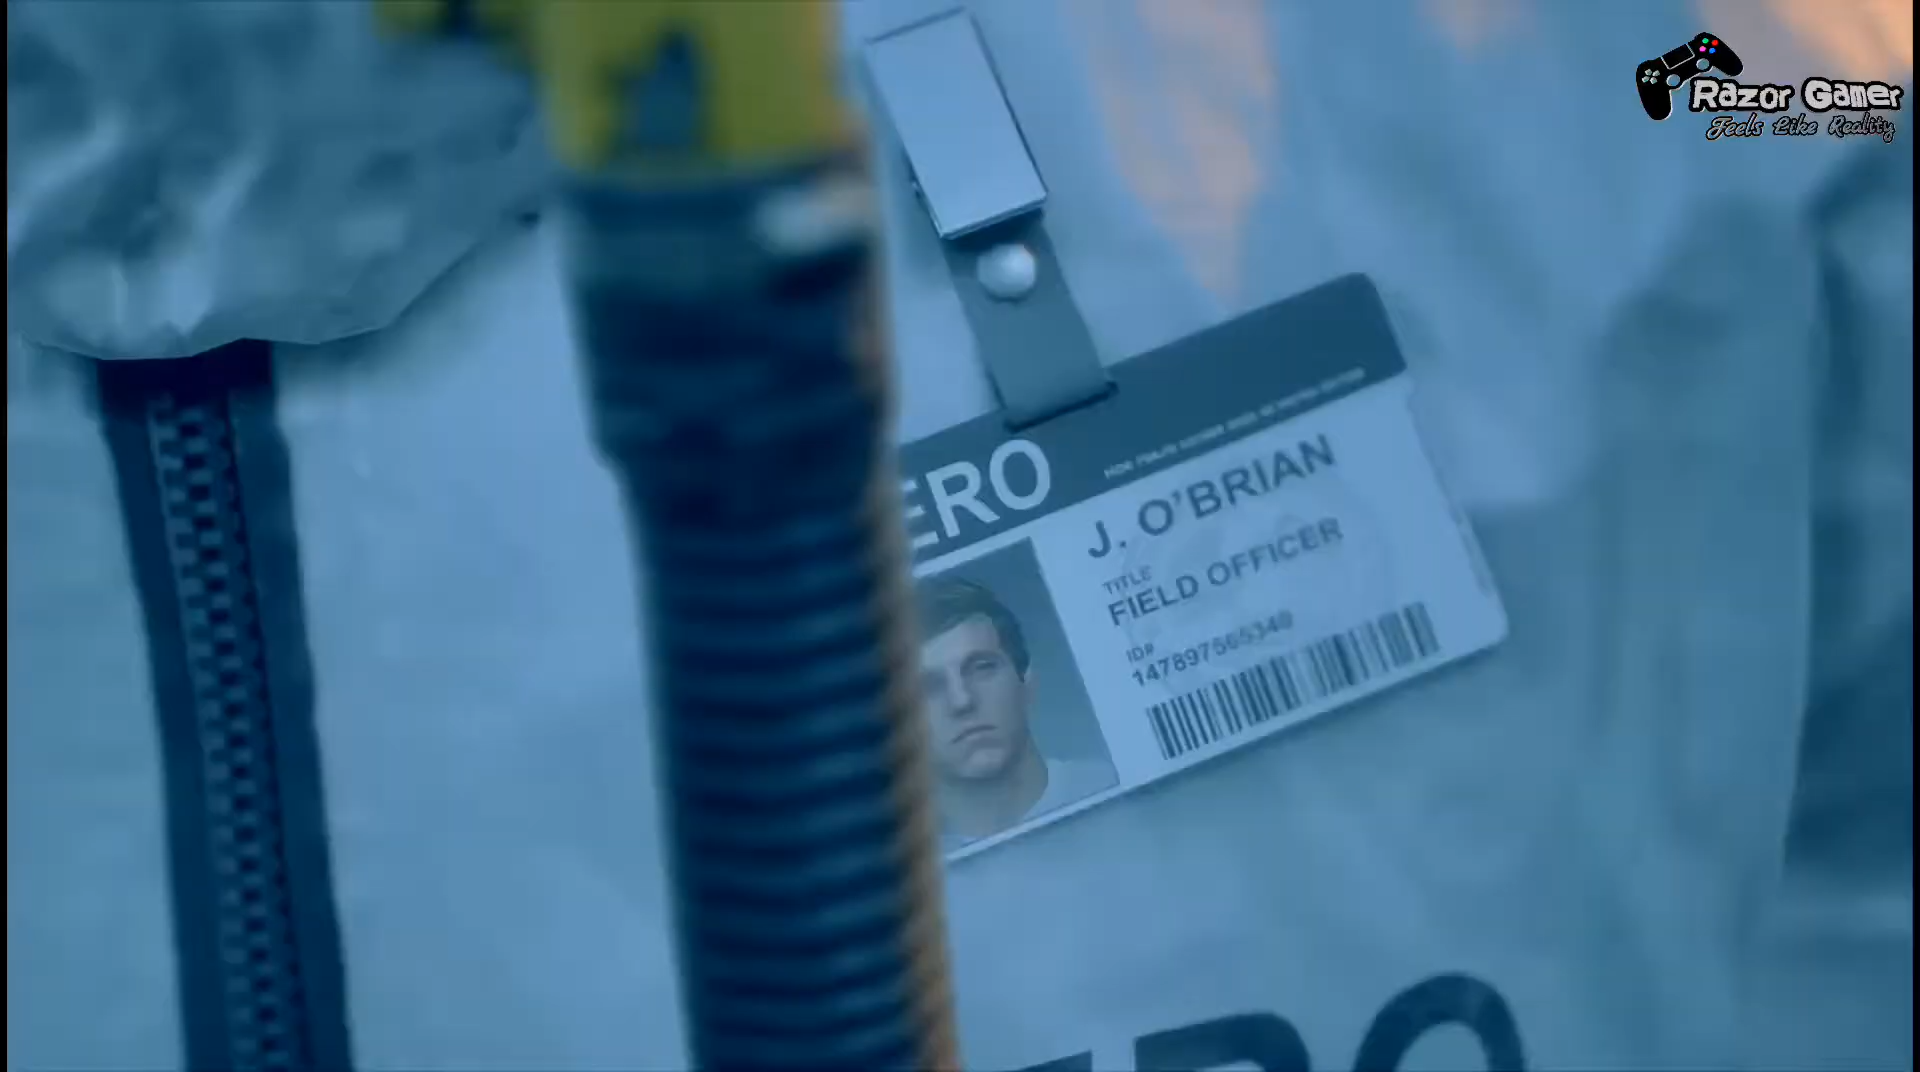 Razor Gamer
Feels Like Reality
ERO
J. O'BRIAN
TITLE
FIELD OFFICER
ID#
ERO